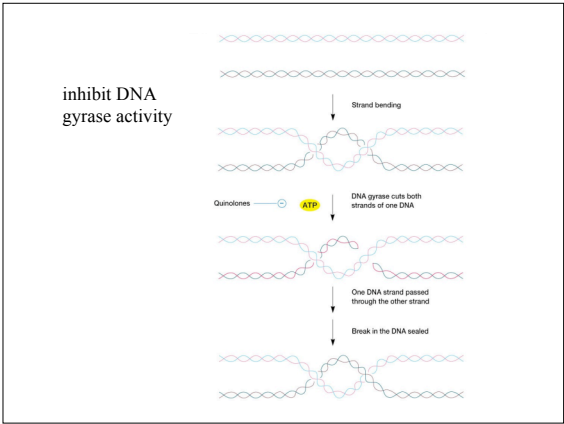 inhibit DNA
gyrase activity
Strand bending
Quinolones
−
ATP
DNA gyrase cuts both
strands of one DNA
One DNA strand passed
through the other strand
Break in the DNA sealed